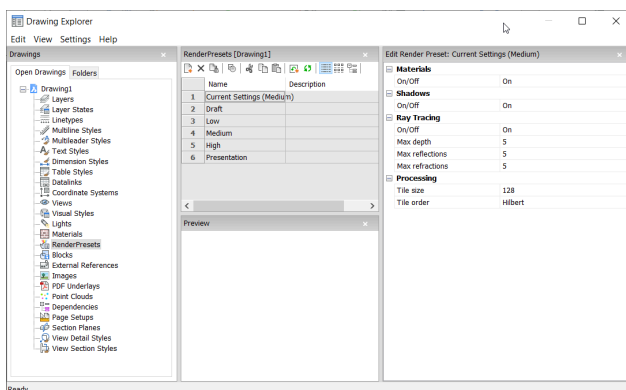 Drawing Explorer
Edit View Settings Help
Drawings
Open Drawings Folders
Drawing1
Layers
Layer States
Linetypes
Multiline Styles
Multileader Styles
Text Styles
Dimension Styles
Table Styles
Datalinks
Coordinate Systems
Views
Visual Styles
Lights
Materials
RenderPresets
Blocks
External References
Images
PDF Underlays
Point Clouds
Dependencies
Page Setups
Section Planes
View Detail Styles
View Section Styles
RenderPresets [Drawing1]
Name Description
1 Current Settings (Medium)
2 Draft
3 Low
4 Medium
5 High
6 Presentation
Preview
Edit Render Preset: Current Settings (Medium)
Materials
On/Off On
Shadows
On/Off On
Ray Tracing
On/Off On
Max depth 5
Max reflections 5
Max refractions 5
Processing
Tile size 128
Tile order Hilbert
Ready